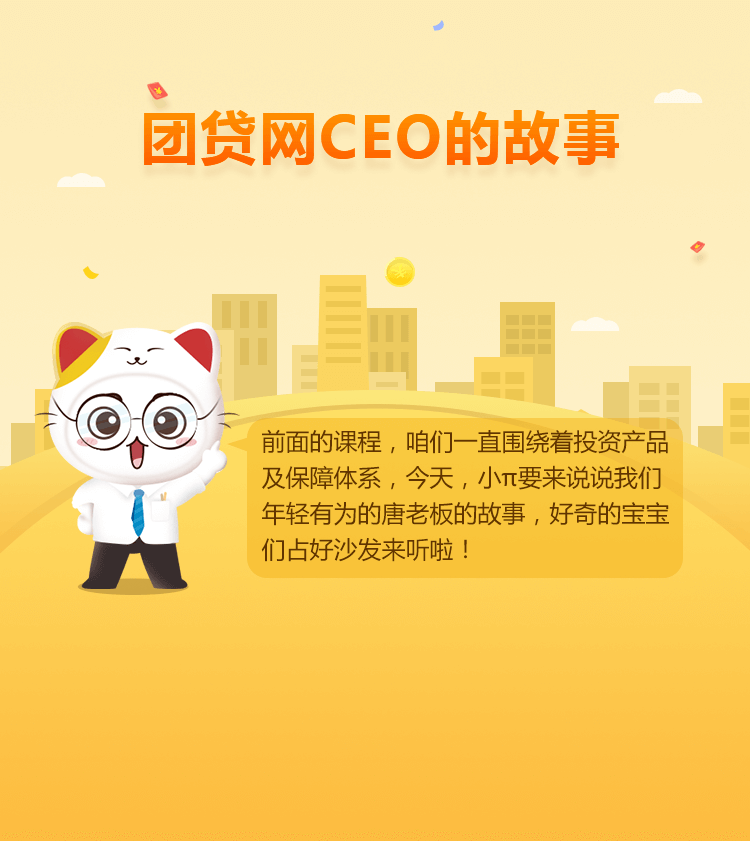 团贷网CEO的故事
前面的课程，咱们一直围绕着投资产品
及保障体系，今天，小π要来说说我们
年轻有为的唐老板的故事，好奇的宝宝
们占好沙发来听啦！